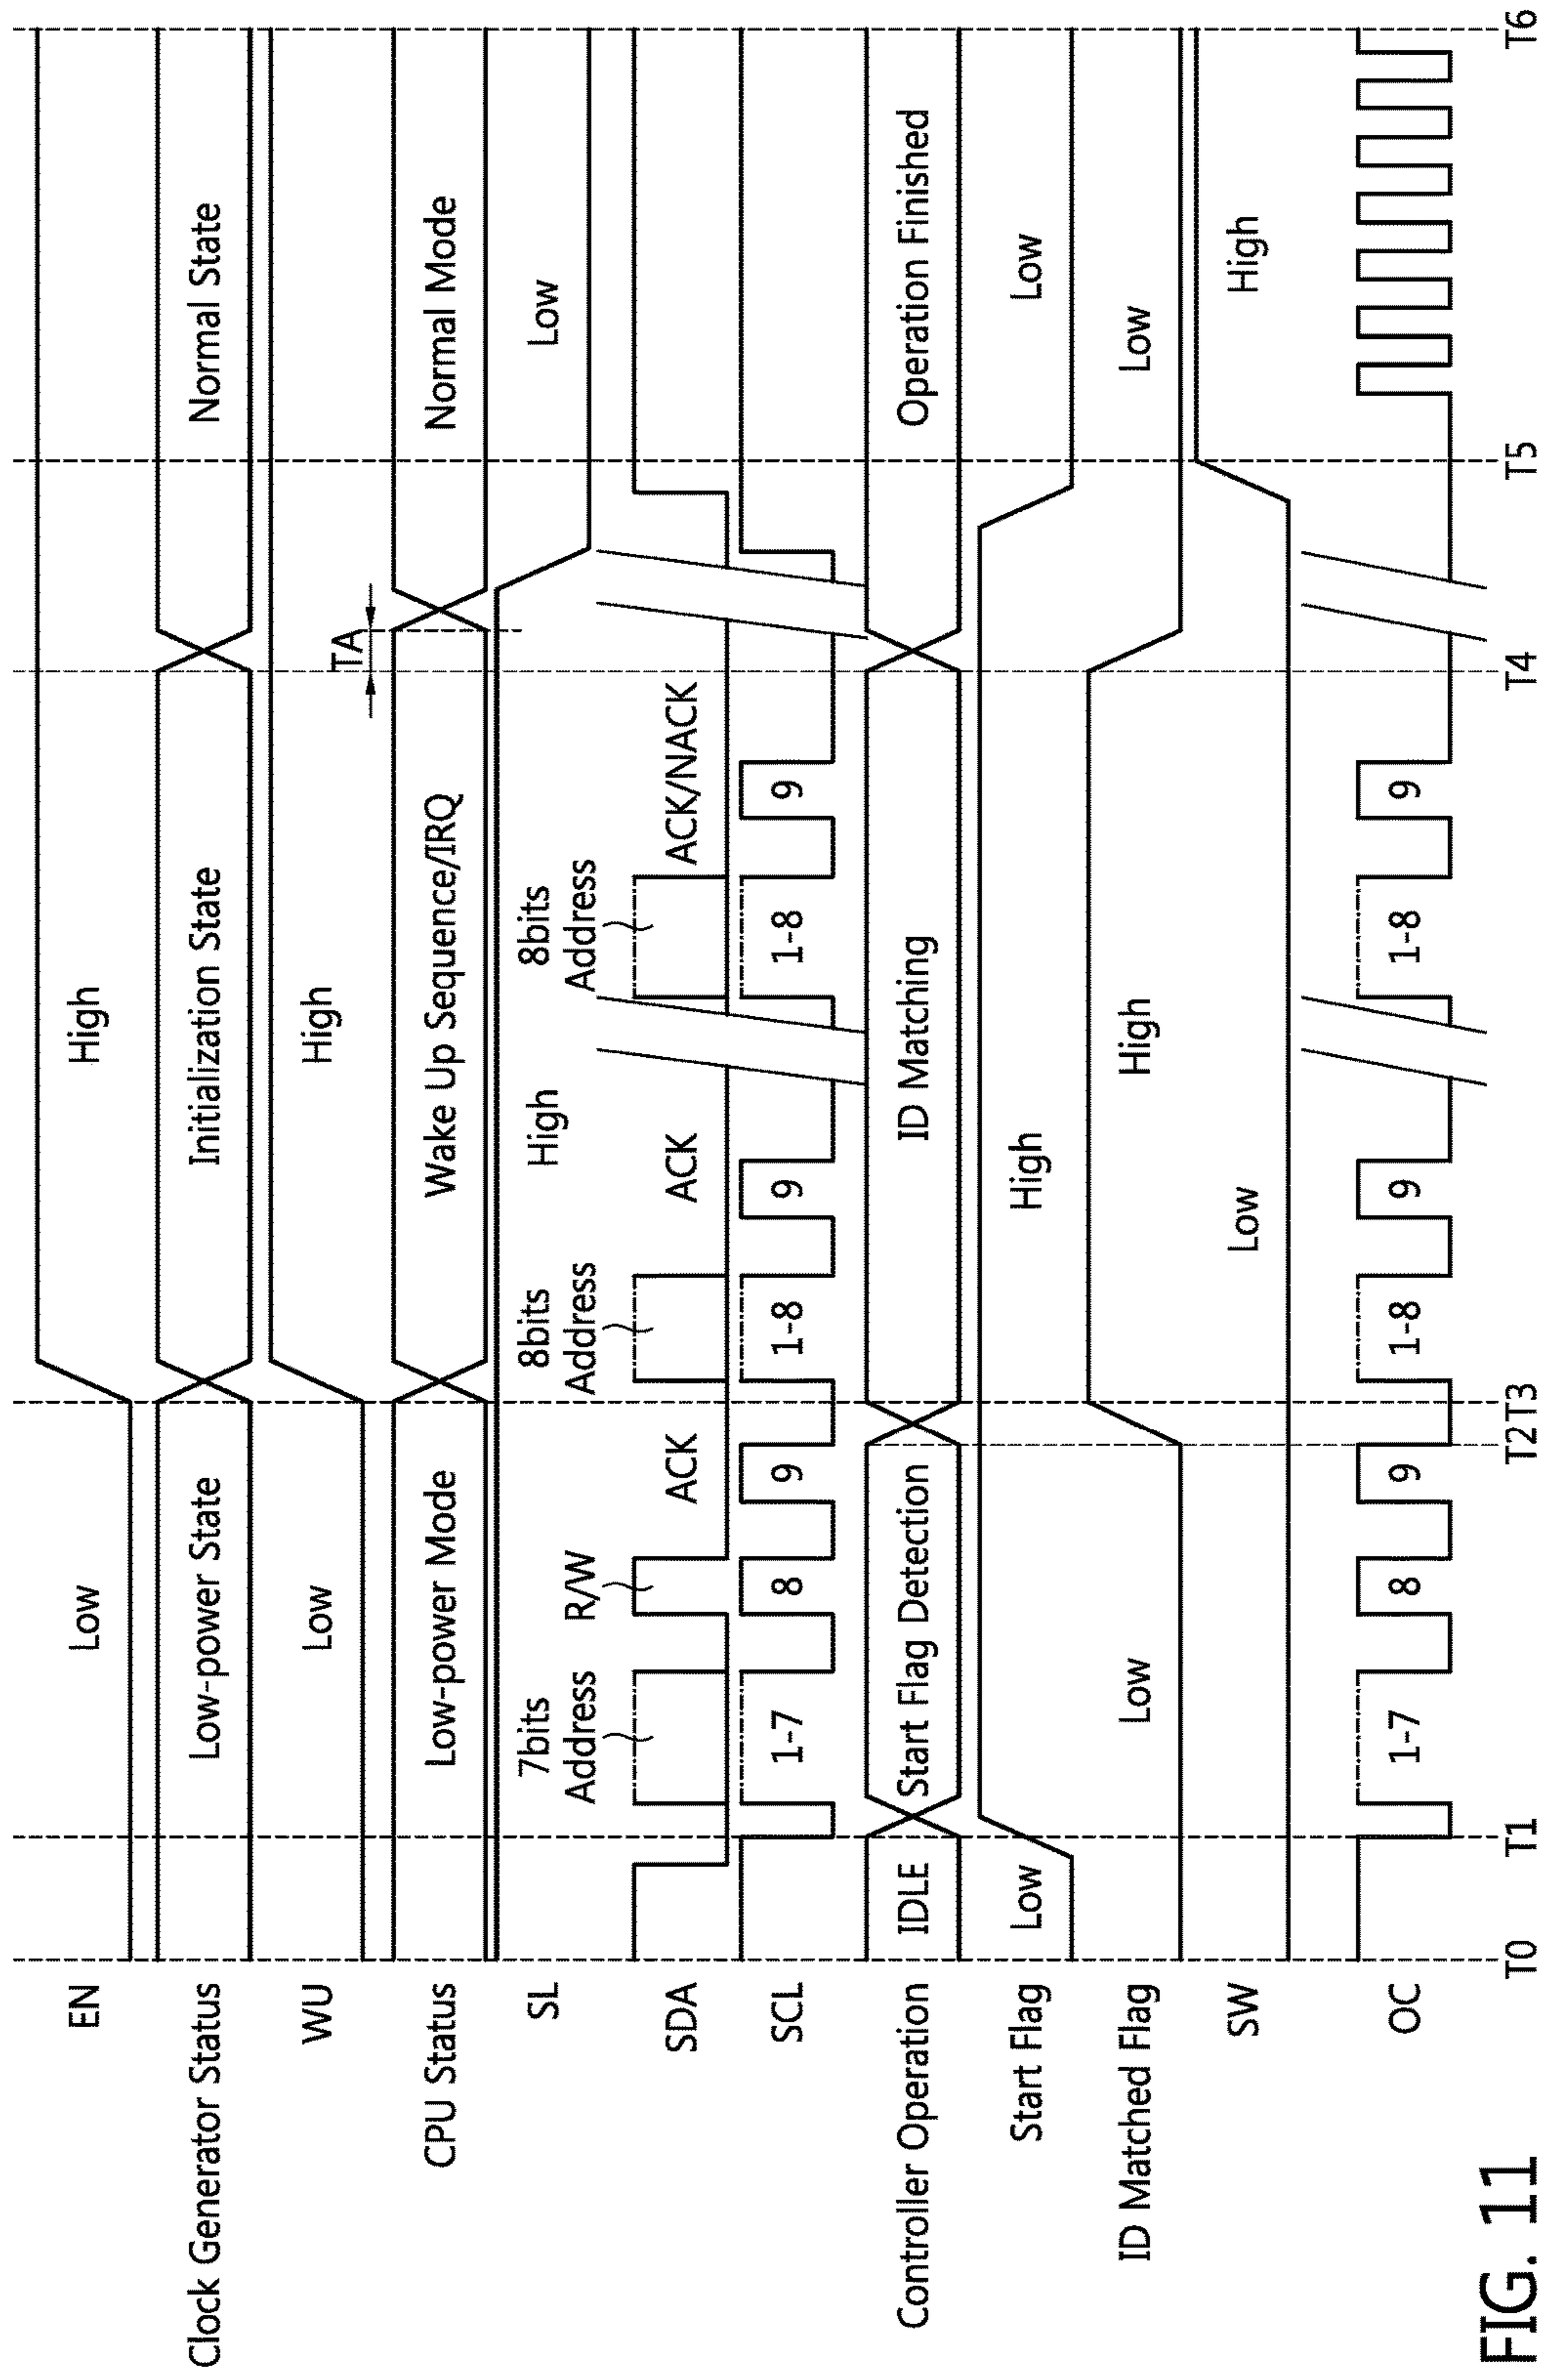 FIG. 11
EN
Low
High
Clock Generator Status
Low-power State
Initialization State
Normal State
WU
Low
High
TA
CPU Status
Low-power Mode
Wake Up Sequence/IRQ
Normal Mode
SL
High
Low
7bits
Address
R/W
8bits
Address
8bits
Address
SDA
ACK
ACK
ACK/NACK
SCL
1-7
8
9
1-8
9
1-8
9
Controller Operation
IDLE
Start Flag Detection
ID Matching
Operation Finished
Start Flag
Low
High
Low
ID Matched Flag
Low
High
Low
SW
Low
High
OC
1-7
8
9
1-8
9
1-8
9
T0
T1
T2
T3
T4
T5
T6